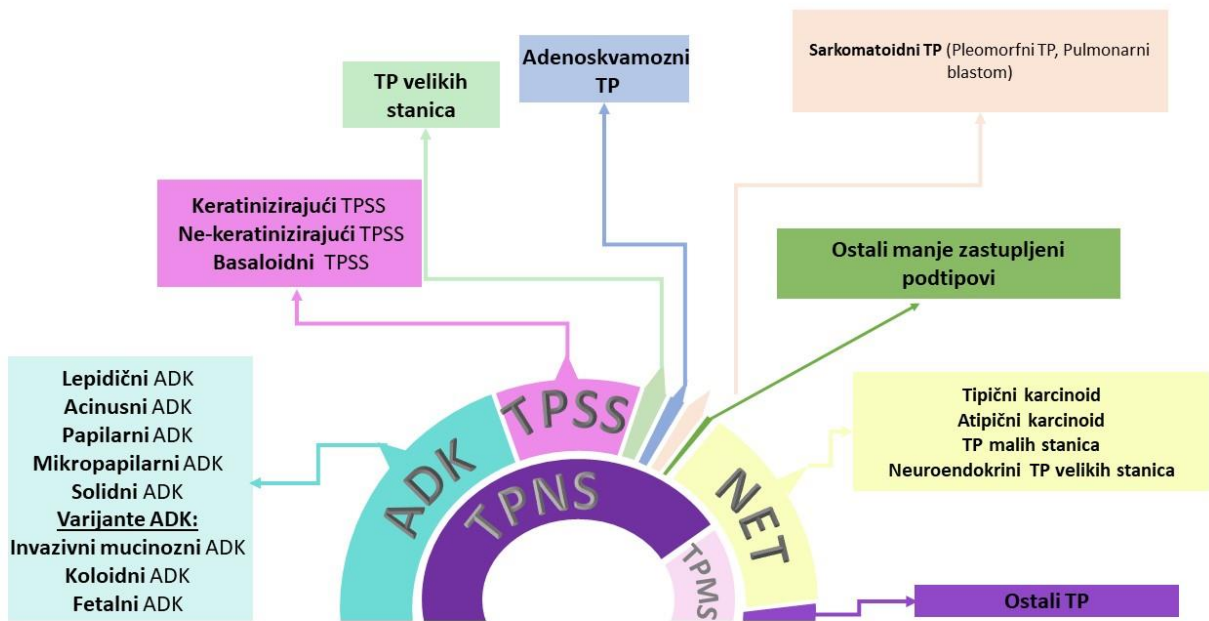 Sarkomatoidni TP (Pleomorfni TP, Pulmonarni
blastom)
Adenoskvamozni
TP
TP velikih
stanica
Keratinizirajući TPSS
Ne-keratinizirajući TPSS
Basaloidni TPSS
Ostali manje zastupljeni
podtipovi
Lepidični ADK
Acinusni ADK
Papilarni ADK
Mikropapilarni ADK
Solidni ADK
Varijante ADK:
Invazivni mucinozni ADK
Koloidni ADK
Fetalni ADK
Tipični karcinoid
Atipični karcinoid
TP malih stanica
Neuroendokrini TP velikih stanica
ADK
TPSS
NET
TPNS
TPMS
Ostali TP